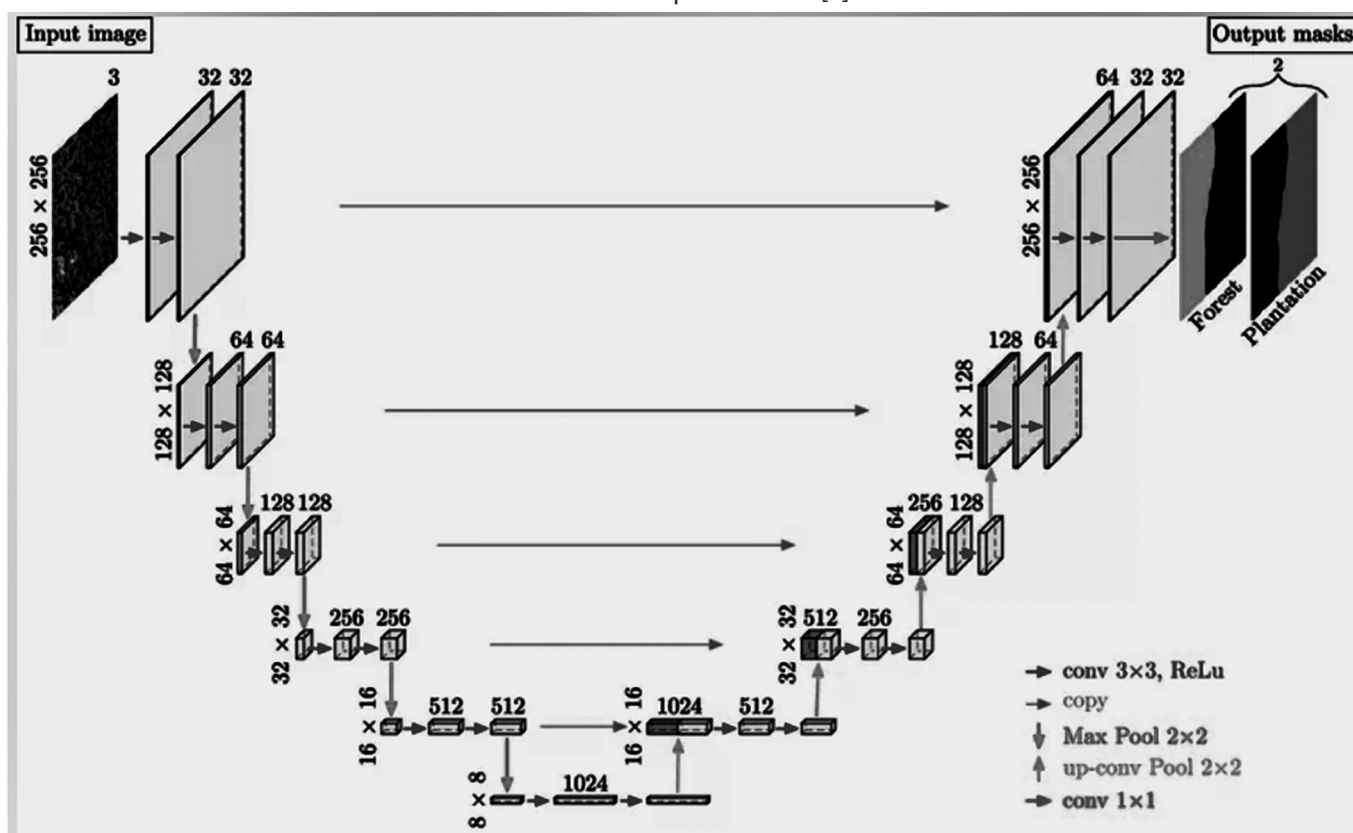 Input image
Output masks
3
32 32
64 32 32
2
256 × 256
256 × 256
Forest
Plantation
64 64
128 × 128
128 64
128 × 128
128 128
64 × 64
256 128
64 × 64
256 256
32 × 32
512 256
32 × 32
512 512
16 × 16
1024 512
16 × 16
1024
8 × 8
conv 3×3, ReLu
copy
Max Pool 2×2
up-conv Pool 2×2
conv 1×1